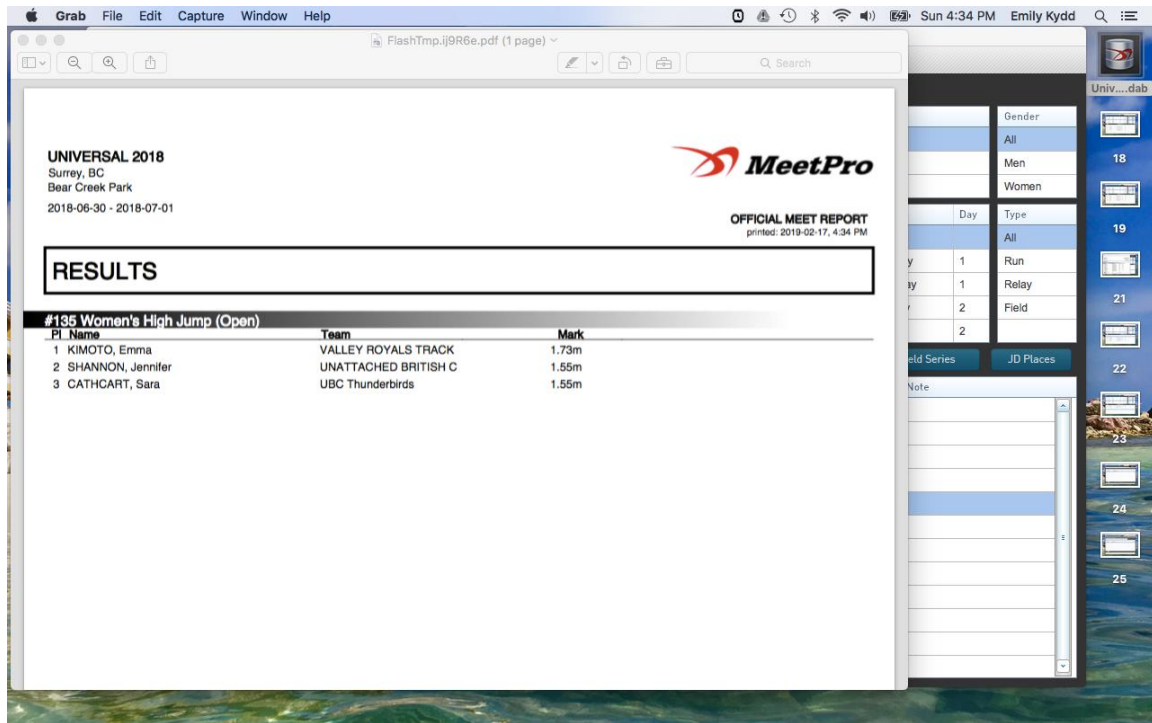 Grab File Edit Capture Window Help Sun 4:34 PM Emily Kydd
FlashTmp.ij9R6e.pdf (1 page)
Search
Univ....dab
UNIVERSAL 2018
Surrey, BC
Bear Creek Park
2018-06-30 - 2018-07-01
MeetPro
OFFICIAL MEET REPORT
printed: 2019-02-17, 4:34 PM
RESULTS
#135 Women's High Jump (Open)
Pl Name Team Mark
1 KIMOTO, Emma VALLEY ROYALS TRACK 1.73m
2 SHANNON, Jennifer UNATTACHED BRITISH C 1.55m
3 CATHCART, Sara UBC Thunderbirds 1.55m
Gender
All
Men
Women
Day Type
All
y 1 Run
ay 1 Relay
2 Field
2
eld Series JD Places
Note
18
19
21
22
23
24
25